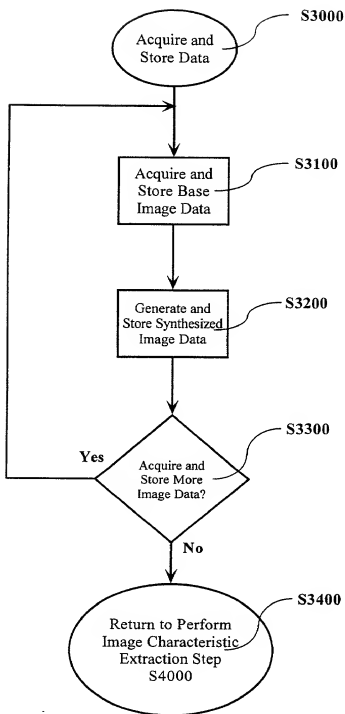 Acquire and
Store Data
S3000
Acquire and
Store Base
Image Data
S3100
Generate and
Store Synthesized
Image Data
S3200
Acquire and
Store More
Image Data?
S3300
Yes
No
Return to Perform
Image Characteristic
Extraction Step
S4000
S3400